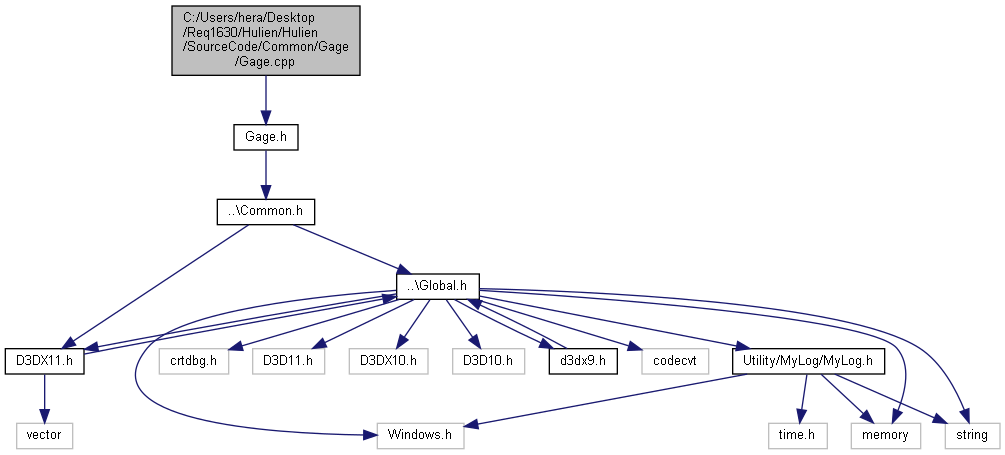 C:/Users/hera/Desktop
/Req1630/Hulien/Hulien
/SourceCode/Common/Gage
/Gage.cpp
Gage.h
..\Common.h
..\Global.h
D3DX11.h
crtdbg.h
D3D11.h
D3DX10.h
D3D10.h
d3dx9.h
codecvt
Utility/MyLog/MyLog.h
vector
Windows.h
time.h
memory
string